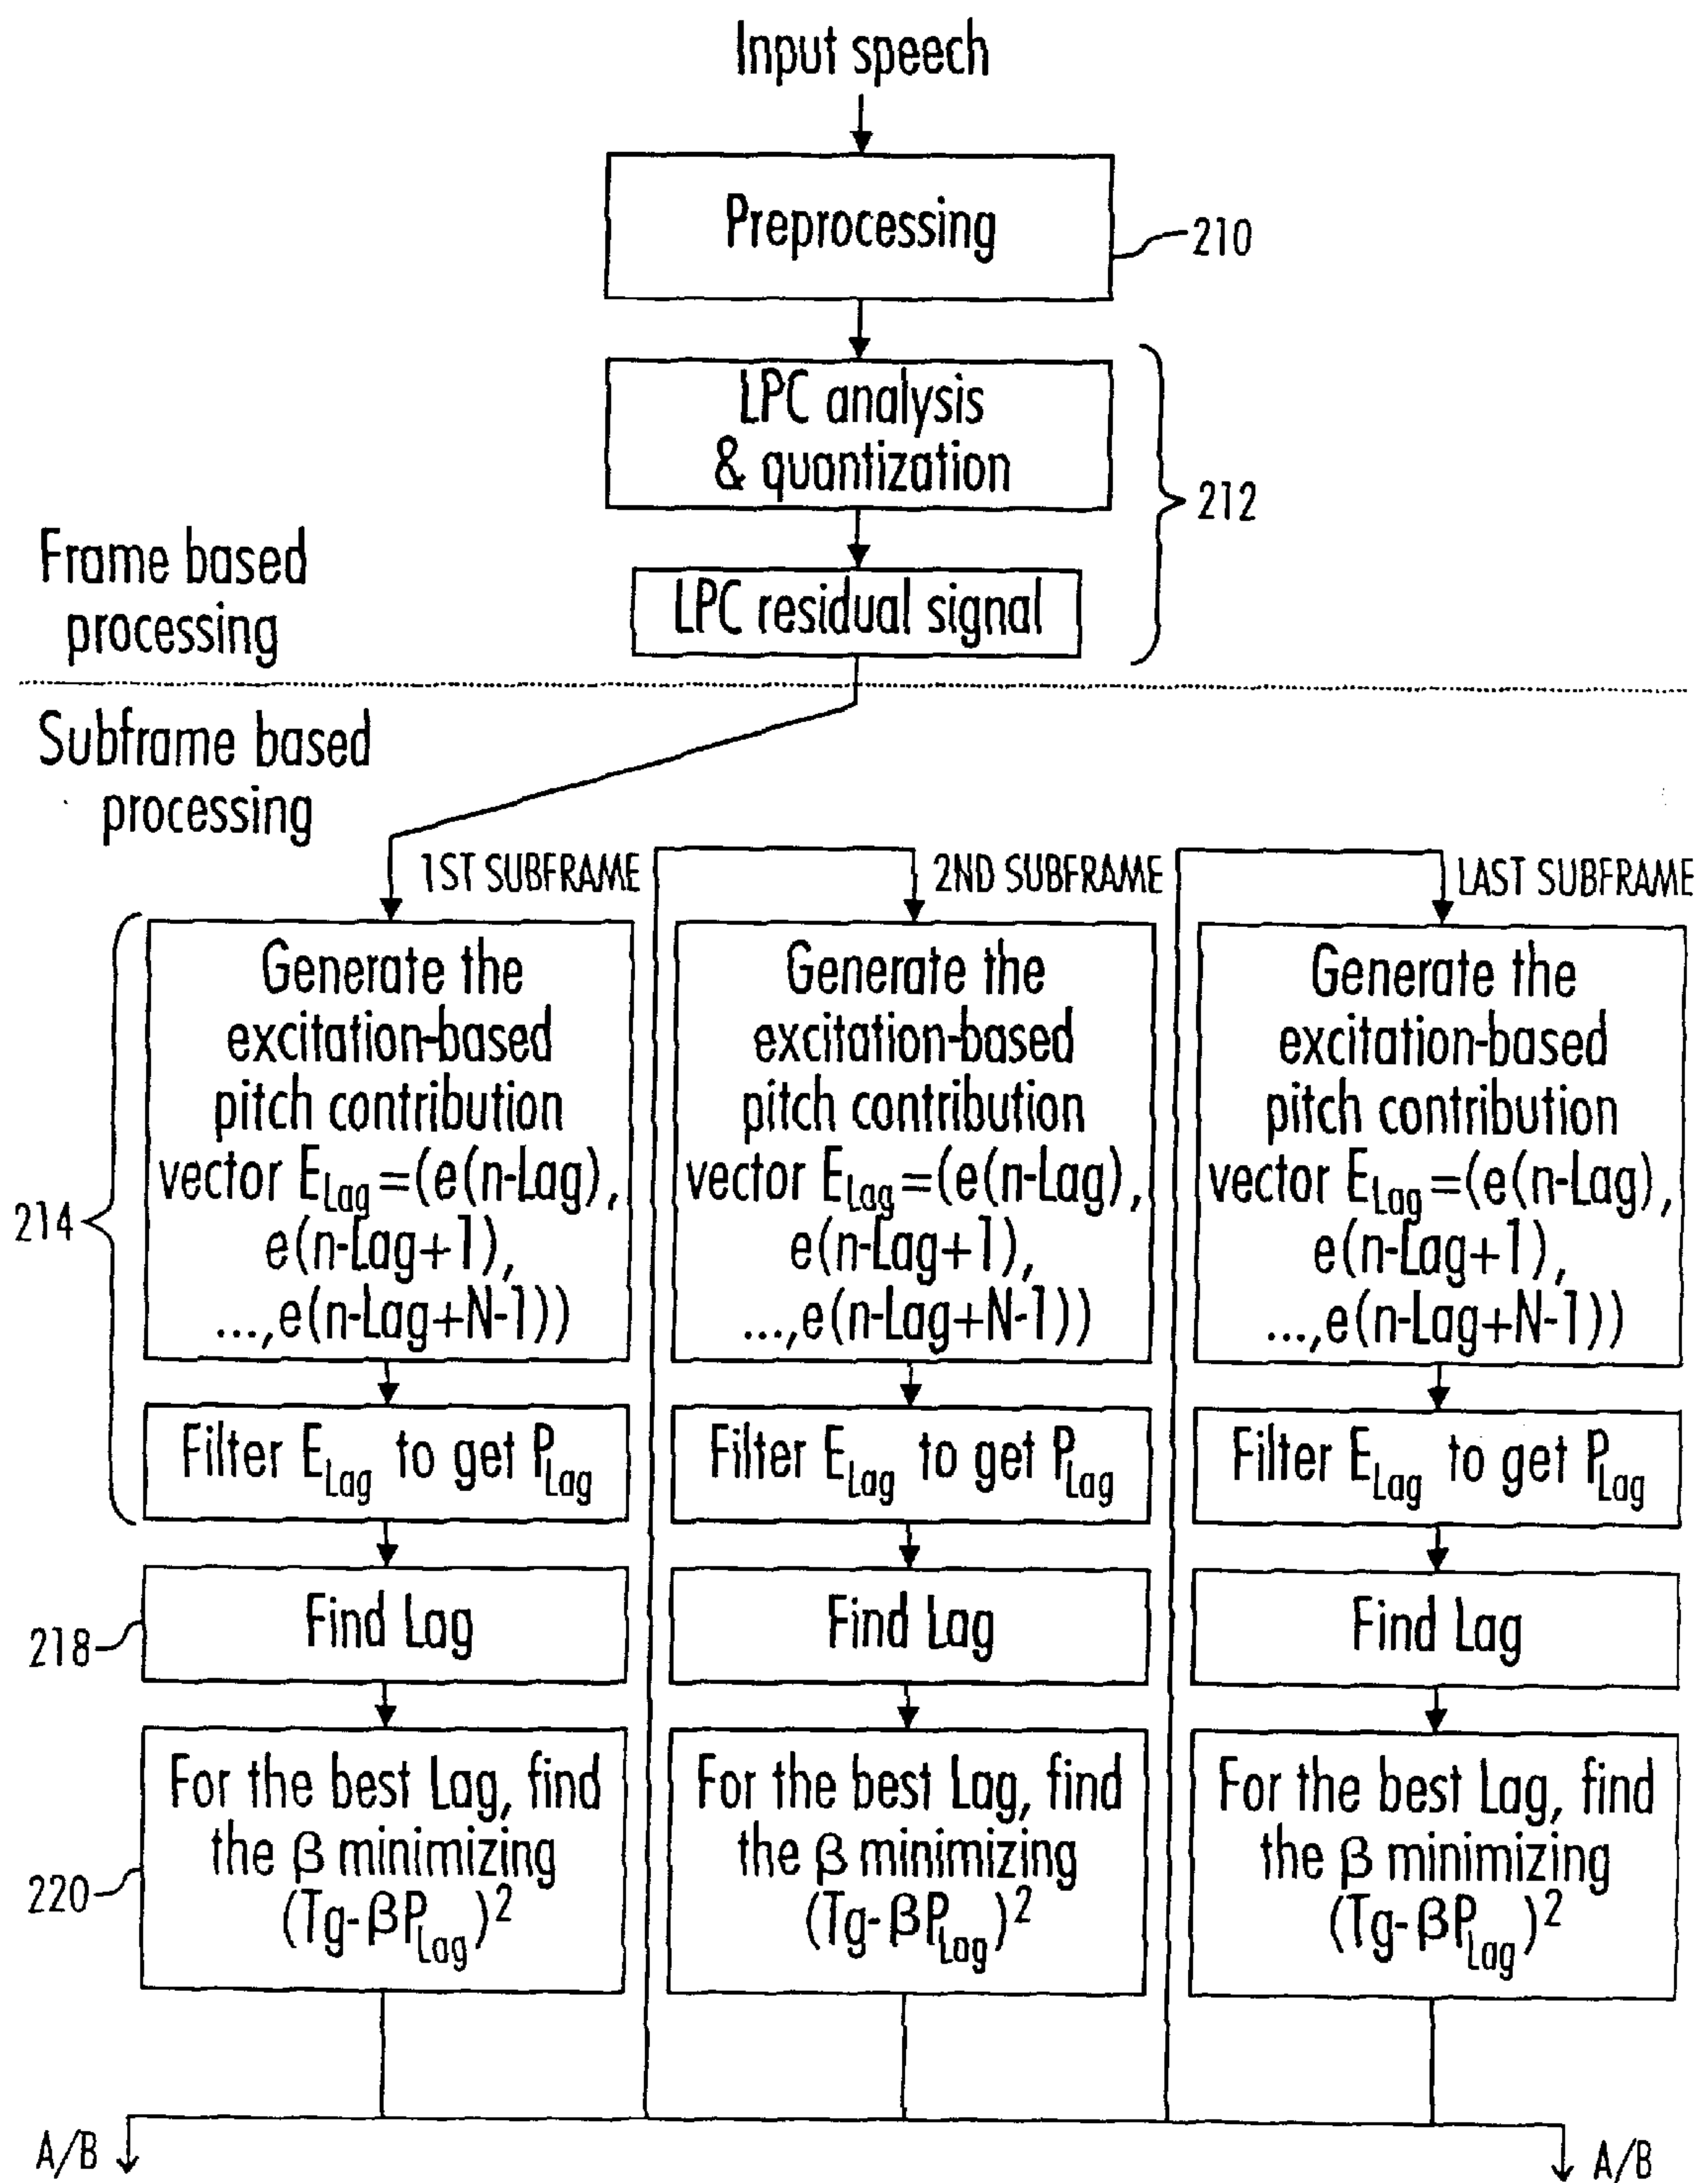 Input speech
Preprocessing
210
LPC analysis
& quantization
212
LPC residual signal
Frame based
processing
Subframe based
processing
1ST SUBFRAME
2ND SUBFRAME
LAST SUBFRAME
214
Generate the
excitation-based
pitch contribution
vector E_Lag=(e(n-Lag),
e(n-Lag+1),
...,e(n-Lag+N-1))
Filter E_Lag to get P_Lag
218
Find Lag
220
For the best Lag, find
the β minimizing
(Tg-βP_Lag)²
Generate the
excitation-based
pitch contribution
vector E_Lag=(e(n-Lag),
e(n-Lag+1),
...,e(n-Lag+N-1))
Filter E_Lag to get P_Lag
Find Lag
For the best Lag, find
the β minimizing
(Tg-βP_Lag)²
Generate the
excitation-based
pitch contribution
vector E_Lag=(e(n-Lag),
e(n-Lag+1),
...,e(n-Lag+N-1))
Filter E_Lag to get P_Lag
Find Lag
For the best Lag, find
the β minimizing
(Tg-βP_Lag)²
A/B
A/B